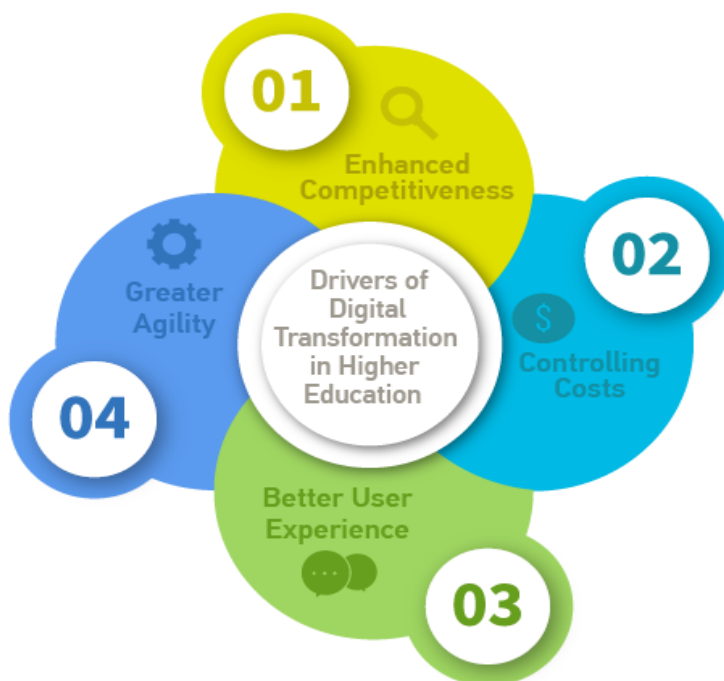 01
Enhanced
Competitiveness
02
$
Controlling
Costs
Drivers of
Digital
Transformation
in Higher
Education
Better User
Experience
03
Greater
Agility
04